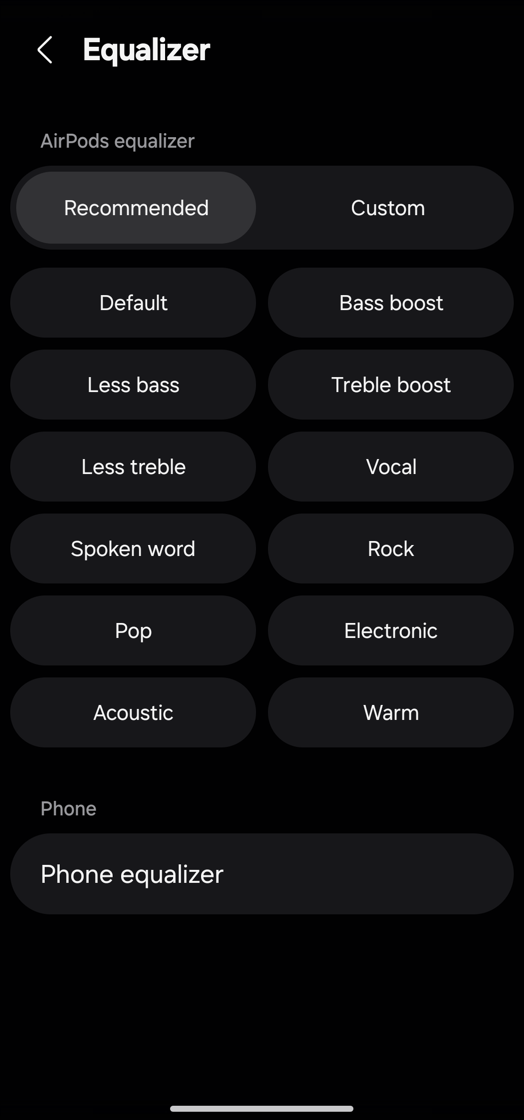 Equalizer
AirPods equalizer
Recommended
Custom
Default
Bass boost
Less bass
Treble boost
Less treble
Vocal
Spoken word
Rock
Pop
Electronic
Acoustic
Warm
Phone
Phone equalizer